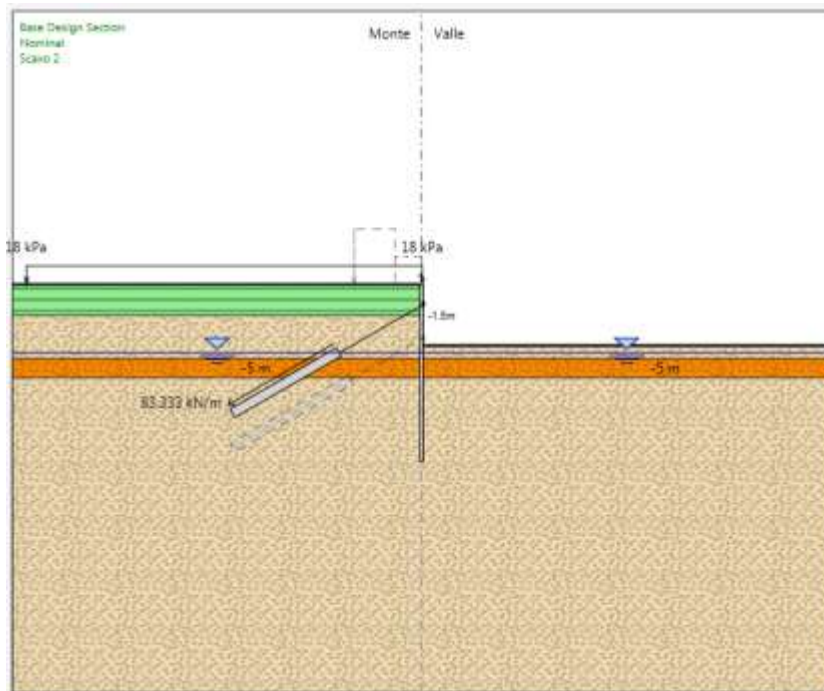 Base Design Section
Nominal
Scavo 2
Monte
Valle
18 kPa
18 kPa
-1.5m
-5 m
-5 m
83.333 kN/m